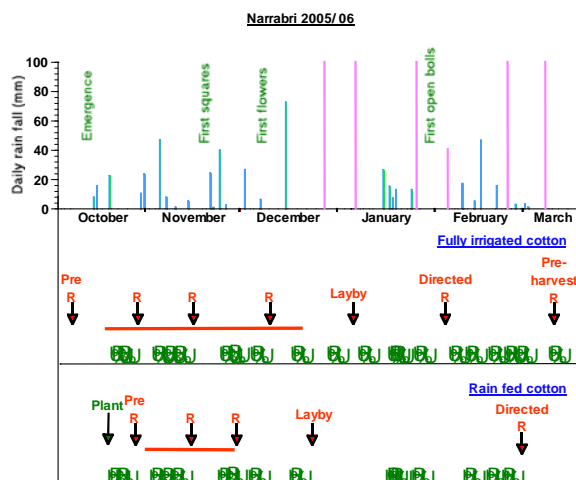 Narrabri 2005/06
Daily rain fall (mm)
100
80
60
40
20
0
Emergence
First squares
First flowers
First open bolls
October November December January February March
Fully irrigated cotton
Pre
R
R
R
R
Layby
Directed
R
Pre-
harvest
R
Rain fed cotton
Plant
Pre
R
R
R
Layby
Directed
R